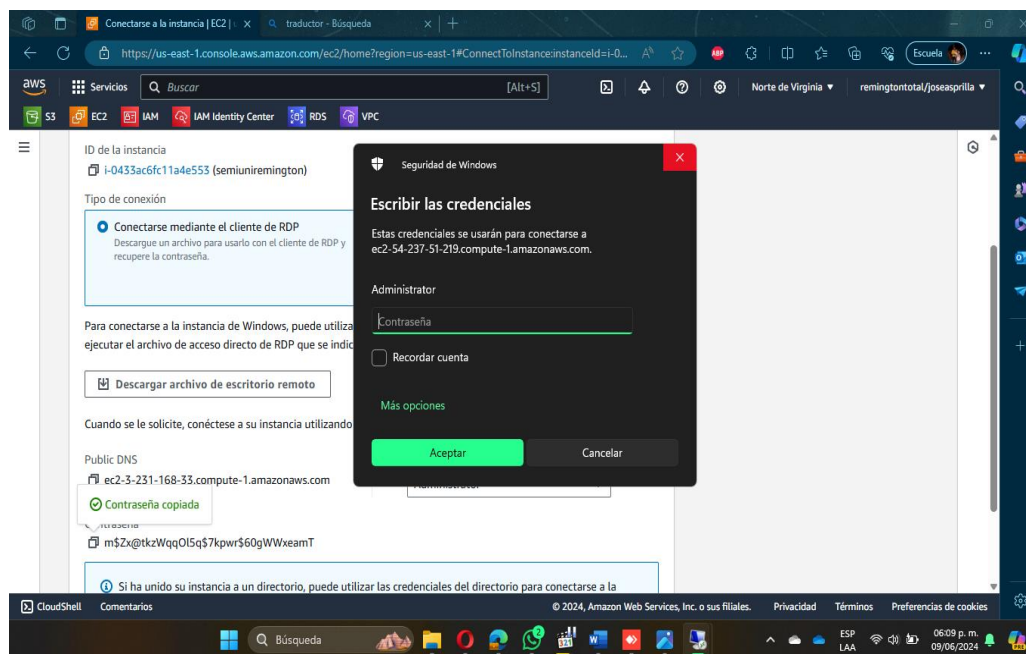 Conectarse a la instancia | EC2 |
traductor - Búsqueda
https://us-east-1.console.aws.amazon.com/ec2/home?region=us-east-1#ConnectToInstance:instanceId=i-0...
Escuela
aws
Servicios
Buscar
[Alt+S]
Norte de Virginia
remingtontotal/joseasprilla
S3
EC2
IAM
IAM Identity Center
RDS
VPC
ID de la instancia
i-0433ac6fc11a4e553 (semiuniremington)
Tipo de conexión
Conectarse mediante el cliente de RDP
Descargue un archivo para usarlo con el cliente de RDP y
recupere la contraseña.
Para conectarse a la instancia de Windows, puede utiliza
ejecutar el archivo de acceso directo de RDP que se indic
Descargar archivo de escritorio remoto
Cuando se le solicite, conéctese a su instancia utilizando
Public DNS
ec2-3-231-168-33.compute-1.amazonaws.com
Contraseña copiada
m$Zx@tkzWqqOl5q$7kpwr$60gWWxeamT
Si ha unido su instancia a un directorio, puede utilizar las credenciales del directorio para conectarse a la
Seguridad de Windows
Escribir las credenciales
Estas credenciales se usarán para conectarse a
ec2-54-237-51-219.compute-1.amazonaws.com.
Administrator
Contraseña
Recordar cuenta
Más opciones
Aceptar
Cancelar
CloudShell
Comentarios
© 2024, Amazon Web Services, Inc. o sus filiales.
Privacidad
Términos
Preferencias de cookies
Búsqueda
ESP
LAA
06:09 p. m.
09/06/2024